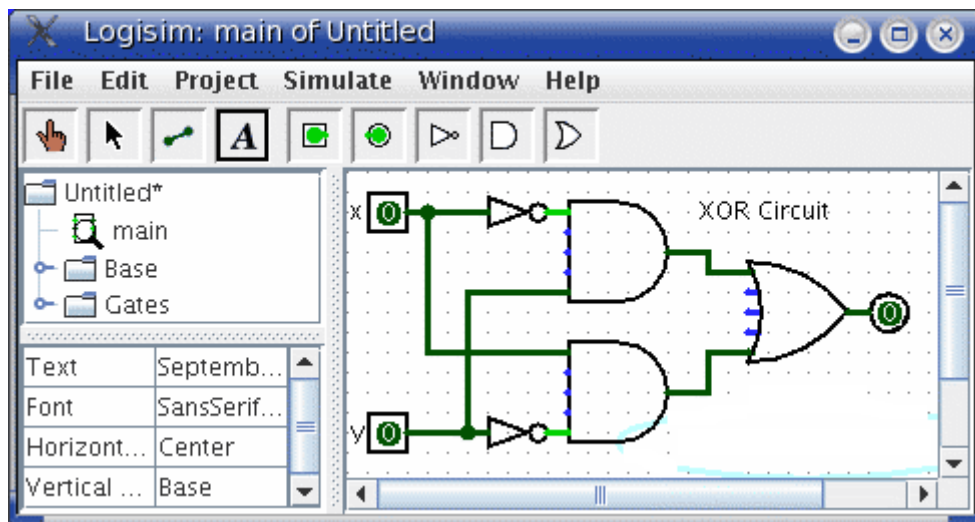 Logisim: main of Untitled
File Edit Project Simulate Window Help
A
Untitled*
main
Base
Gates
Text Septemb...
Font SansSerif...
Horizont... Center
Vertical ... Base
x 0
XOR Circuit
0
y 0